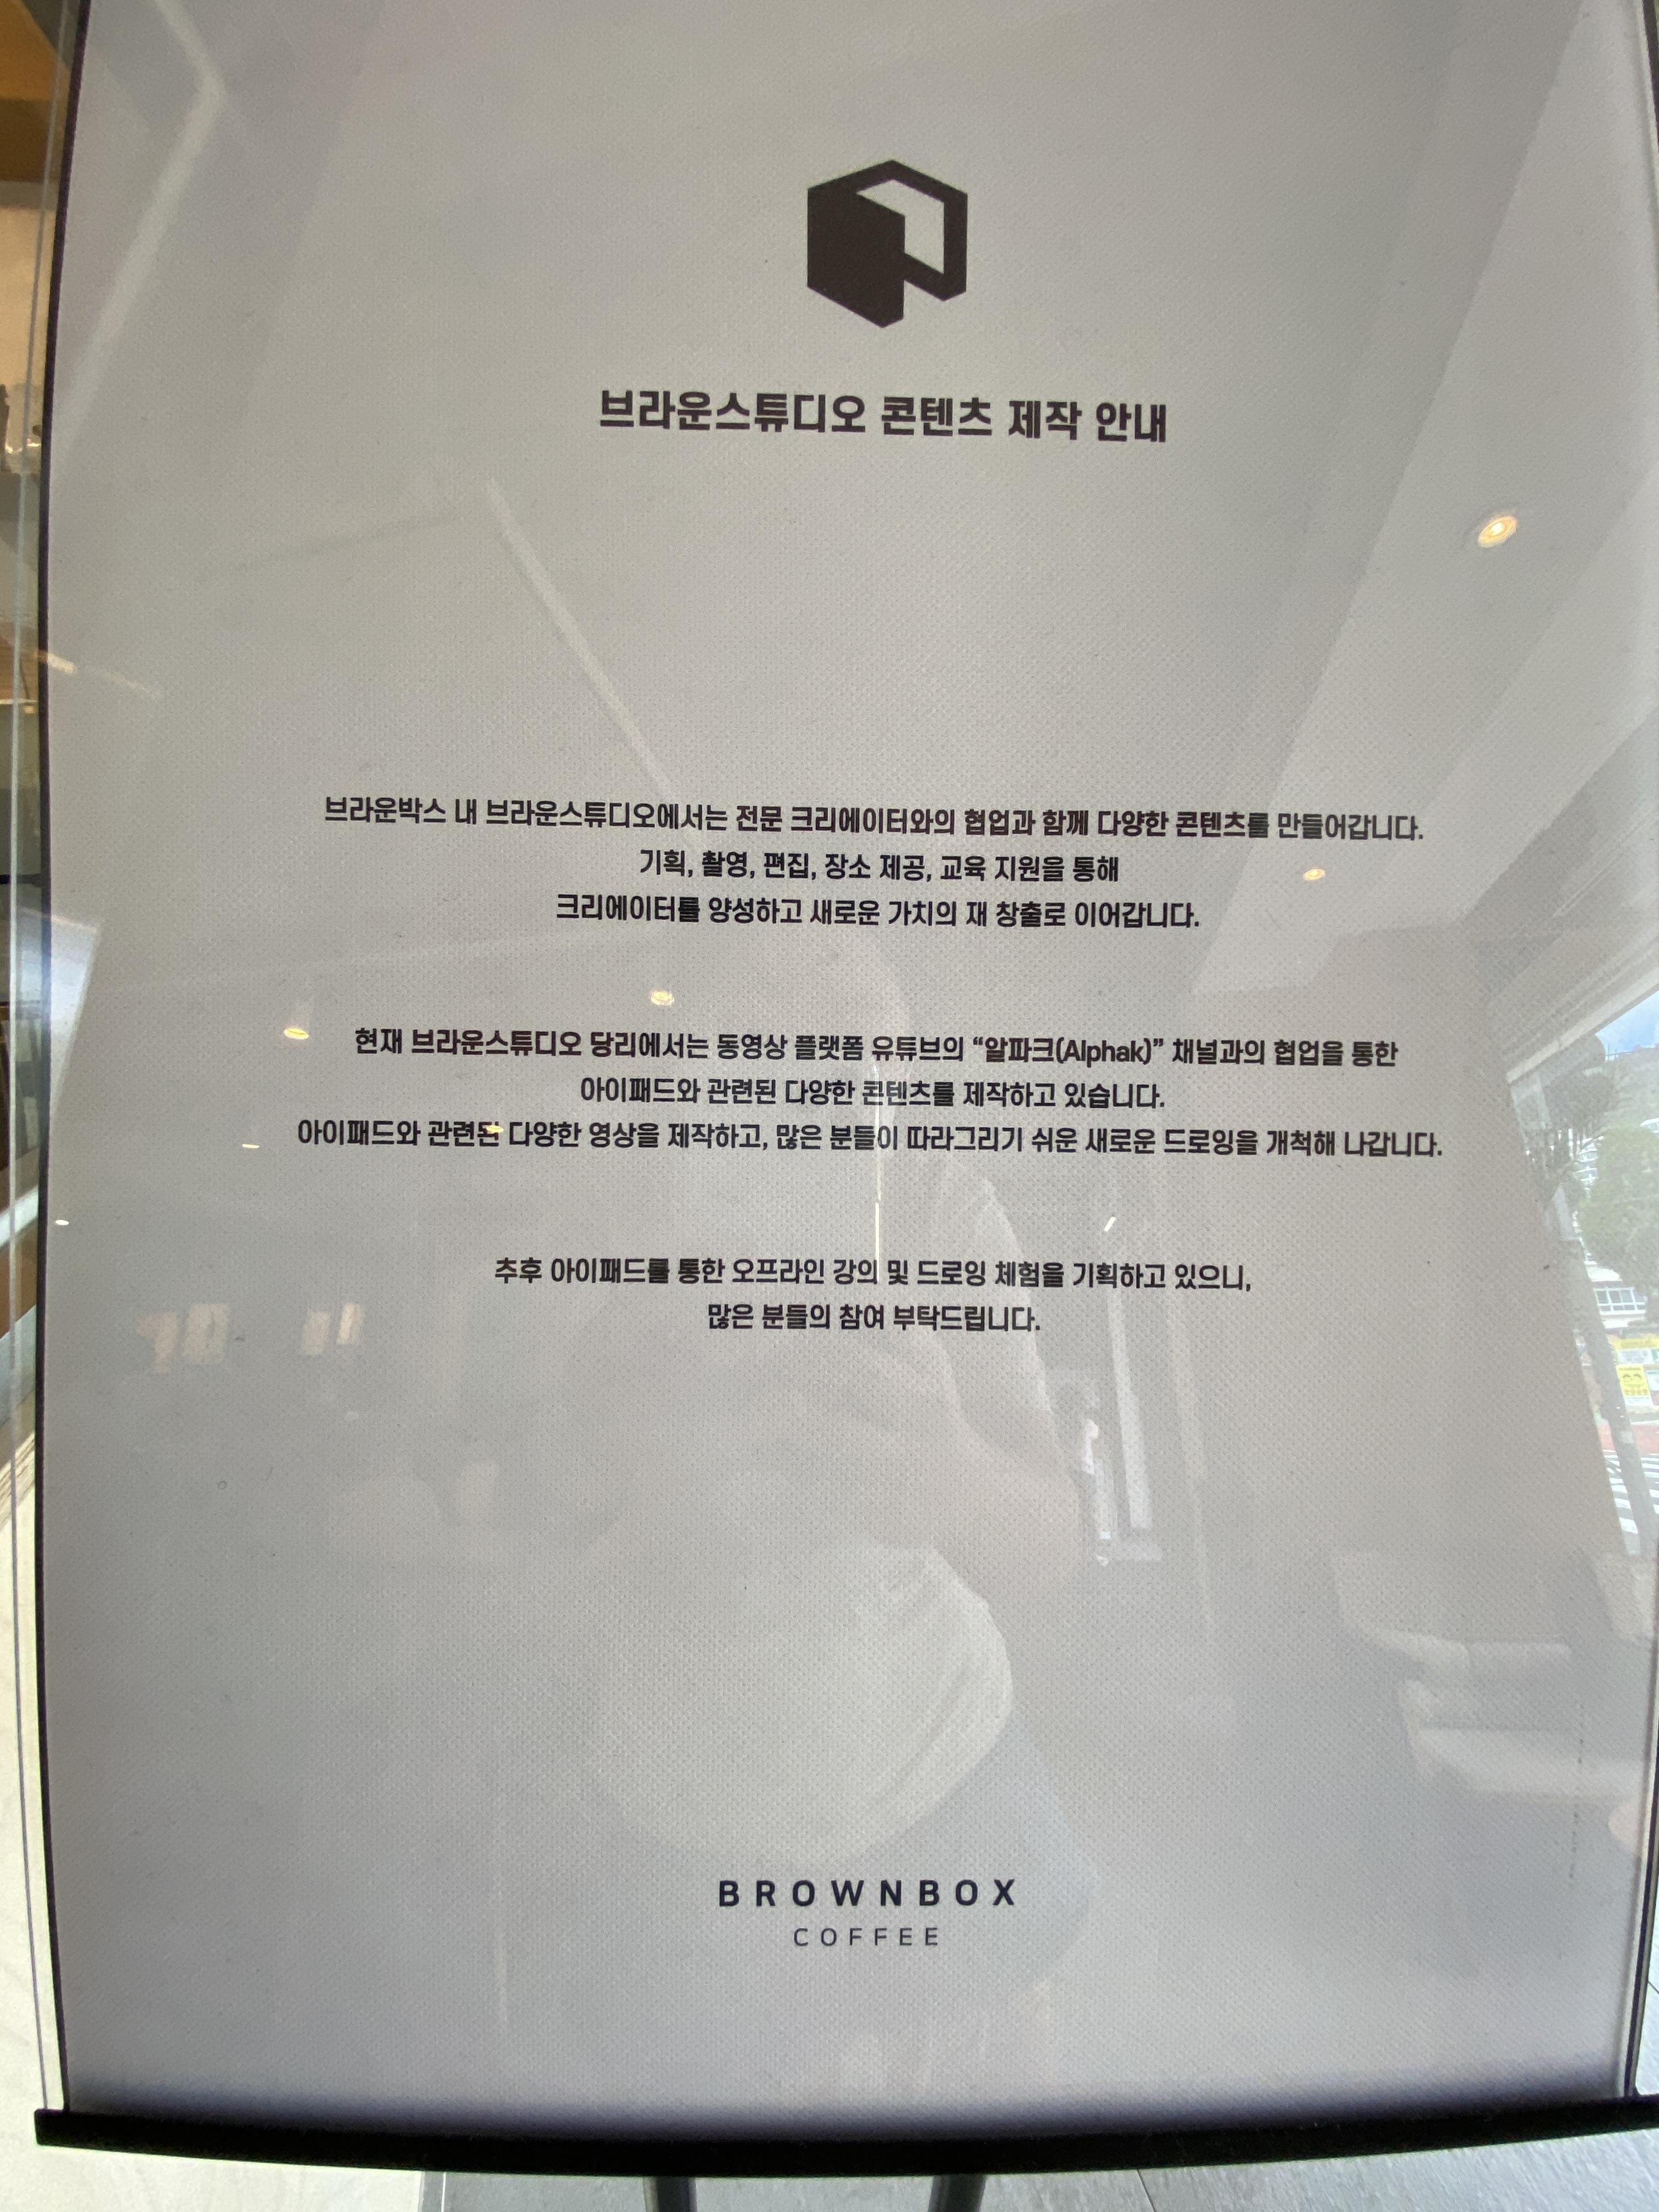 브라운스튜디오 콘텐츠 제작 안내
브라운박스 내 브라운스튜디오에서는 전문 크리에이터와의 협업과 함께 다양한 콘텐츠를 만들어갑니다.
기획, 촬영, 편집, 장소 제공, 교육 지원을 통해
크리에이터를 양성하고 새로운 가치의 재 창출로 이어갑니다.
현재 브라운스튜디오 당리에서는 동영상 플랫폼 유튜브의 “알파크(Alphak)” 채널과의 협업을 통한
아이패드와 관련된 다양한 콘텐츠를 제작하고 있습니다.
아이패드와 관련된 다양한 영상을 제작하고, 많은 분들이 따라그리기 쉬운 새로운 드로잉을 개척해 나갑니다.
추후 아이패드를 통한 오프라인 강의 및 드로잉 체험을 기획하고 있으니,
많은 분들의 참여 부탁드립니다.
BROWNBOX
COFFEE